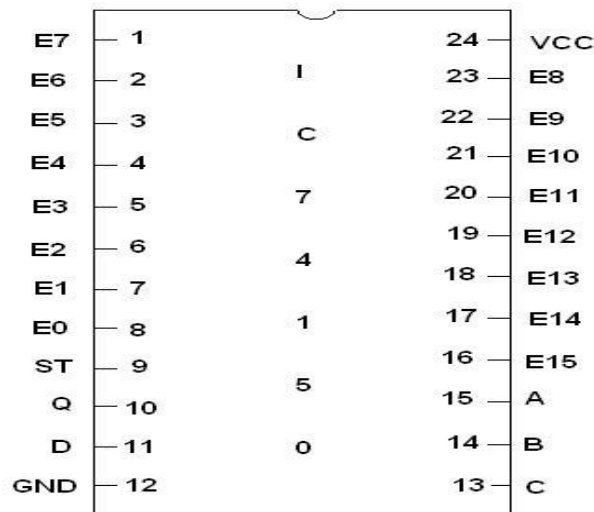 E7 1 I 24 VCC
E6 2 23 E8
E5 3 C 22 E9
E4 4 21 E10
E3 5 7 20 E11
E2 6 4 19 E12
E1 7 18 E13
E0 8 1 17 E14
ST 9 5 16 E15
Q 10 15 A
D 11 0 14 B
GND 12 13 C